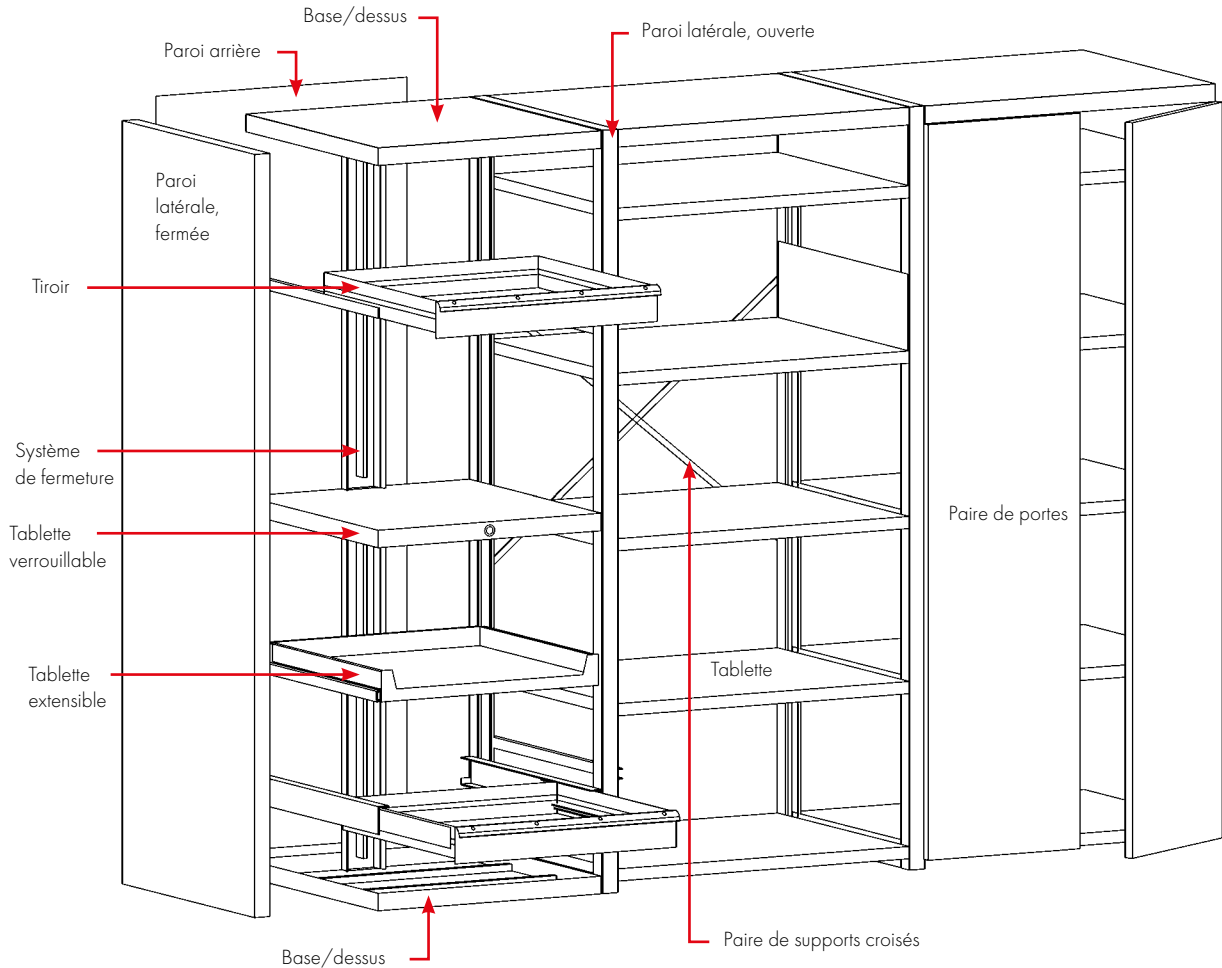 Base/dessus
Paroi latérale, ouverte
Paroi arrière
Paroi
latérale,
fermée
Tiroir
Système
de fermeture
Paire de portes
Tablette
verrouillable
Tablette
Tablette
extensible
Paire de supports croisés
Base/dessus